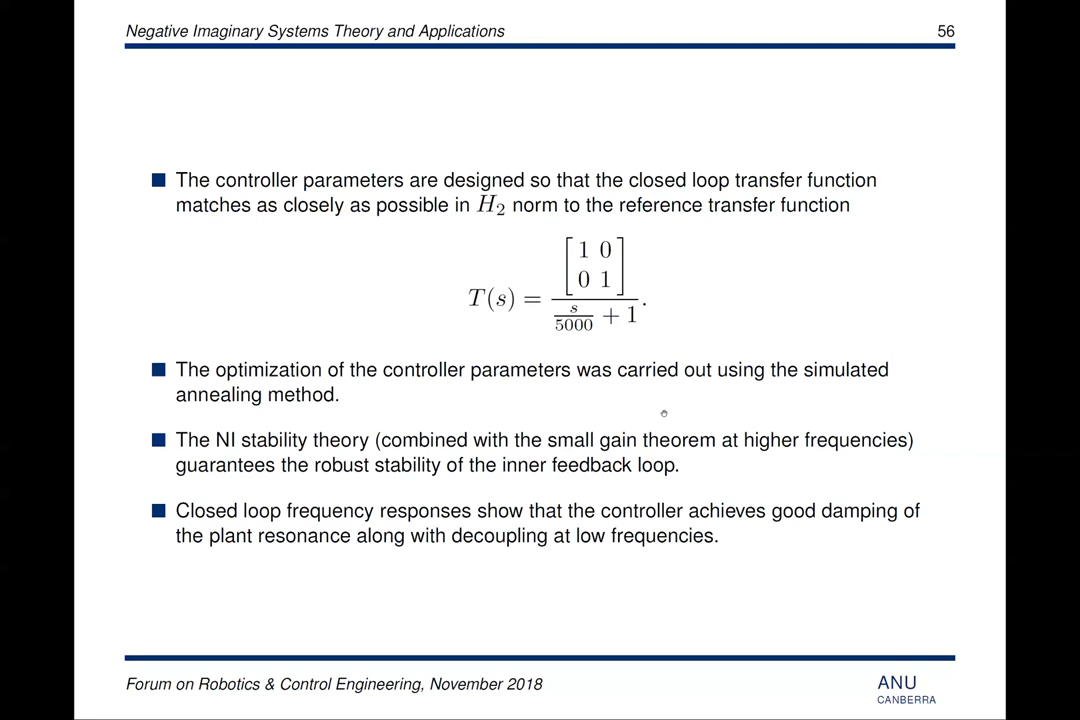 Negative Imaginary Systems Theory and Applications 56
■ The controller parameters are designed so that the closed loop transfer function
matches as closely as possible in H₂ norm to the reference transfer function
T(s) = [1 0; 0 1] / (s/5000 + 1).
■ The optimization of the controller parameters was carried out using the simulated
annealing method.
■ The NI stability theory (combined with the small gain theorem at higher frequencies)
guarantees the robust stability of the inner feedback loop.
■ Closed loop frequency responses show that the controller achieves good damping of
the plant resonance along with decoupling at low frequencies.
Forum on Robotics & Control Engineering, November 2018
ANU
CANBERRA